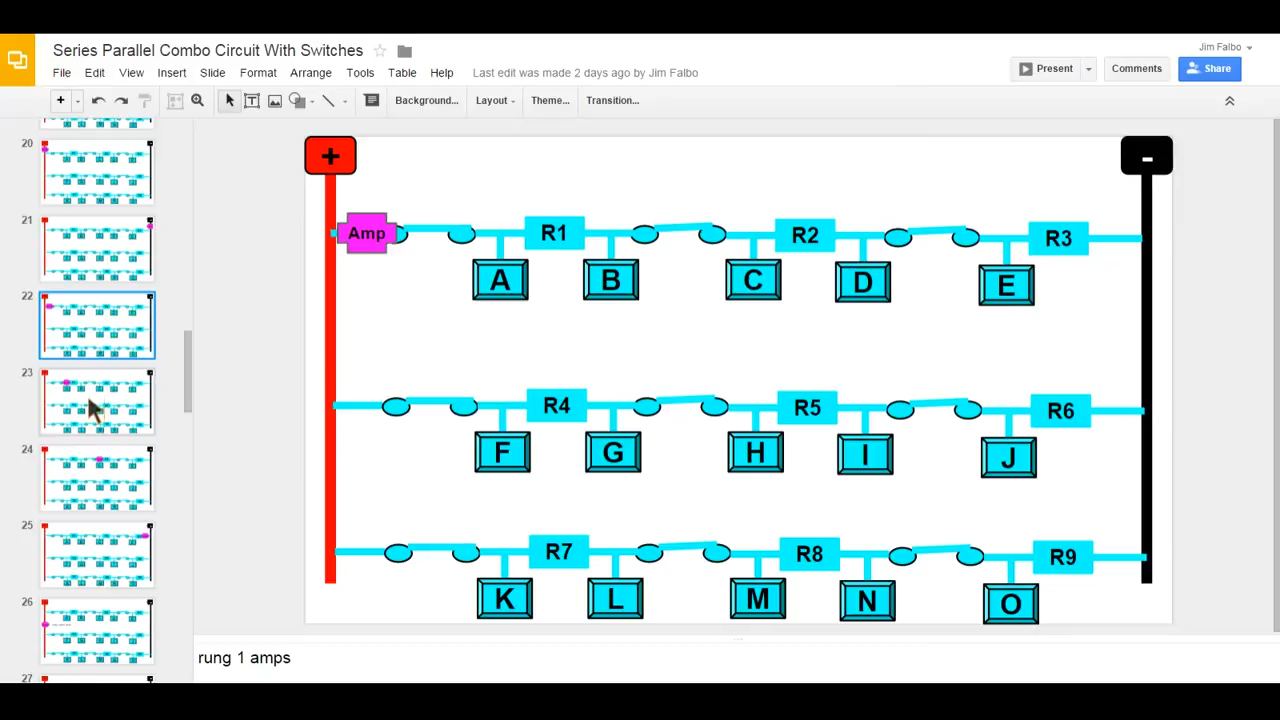 Series Parallel Combo Circuit With Switches
Jim Falbo
File Edit View Insert Slide Format Arrange Tools Table Help Last edit was made 2 days ago by Jim Falbo
Present Comments Share
Background... Layout Theme... Transition...
20
21
22
23
24
25
26
27
+ -
Amp R1 R2 R3
A B C D E
R4 R5 R6
F G H I J
R7 R8 R9
K L M N O
rung 1 amps